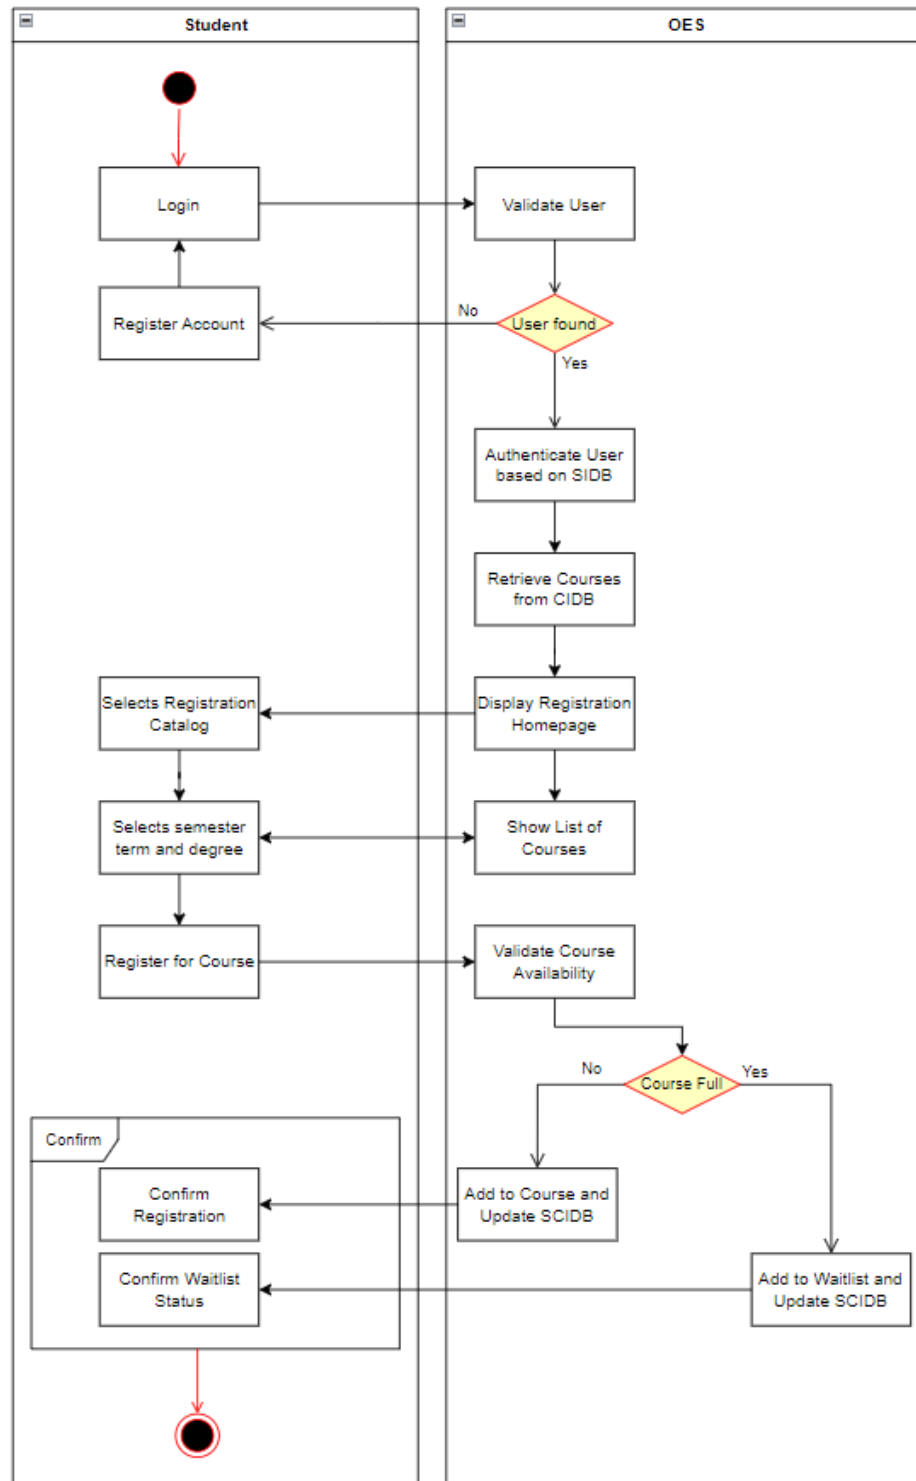 Student
OES
Login
Validate User
Register Account
No
User found
Yes
Authenticate User
based on SIDB
Retrieve Courses
from CIDB
Selects Registration
Catalog
Display Registration
Homepage
Selects semester
term and degree
Show List of
Courses
Register for Course
Validate Course
Availability
No
Course Full
Yes
Confirm
Confirm
Registration
Add to Course and
Update SCIDB
Confirm Waitlist
Status
Add to Waitlist and
Update SCIDB